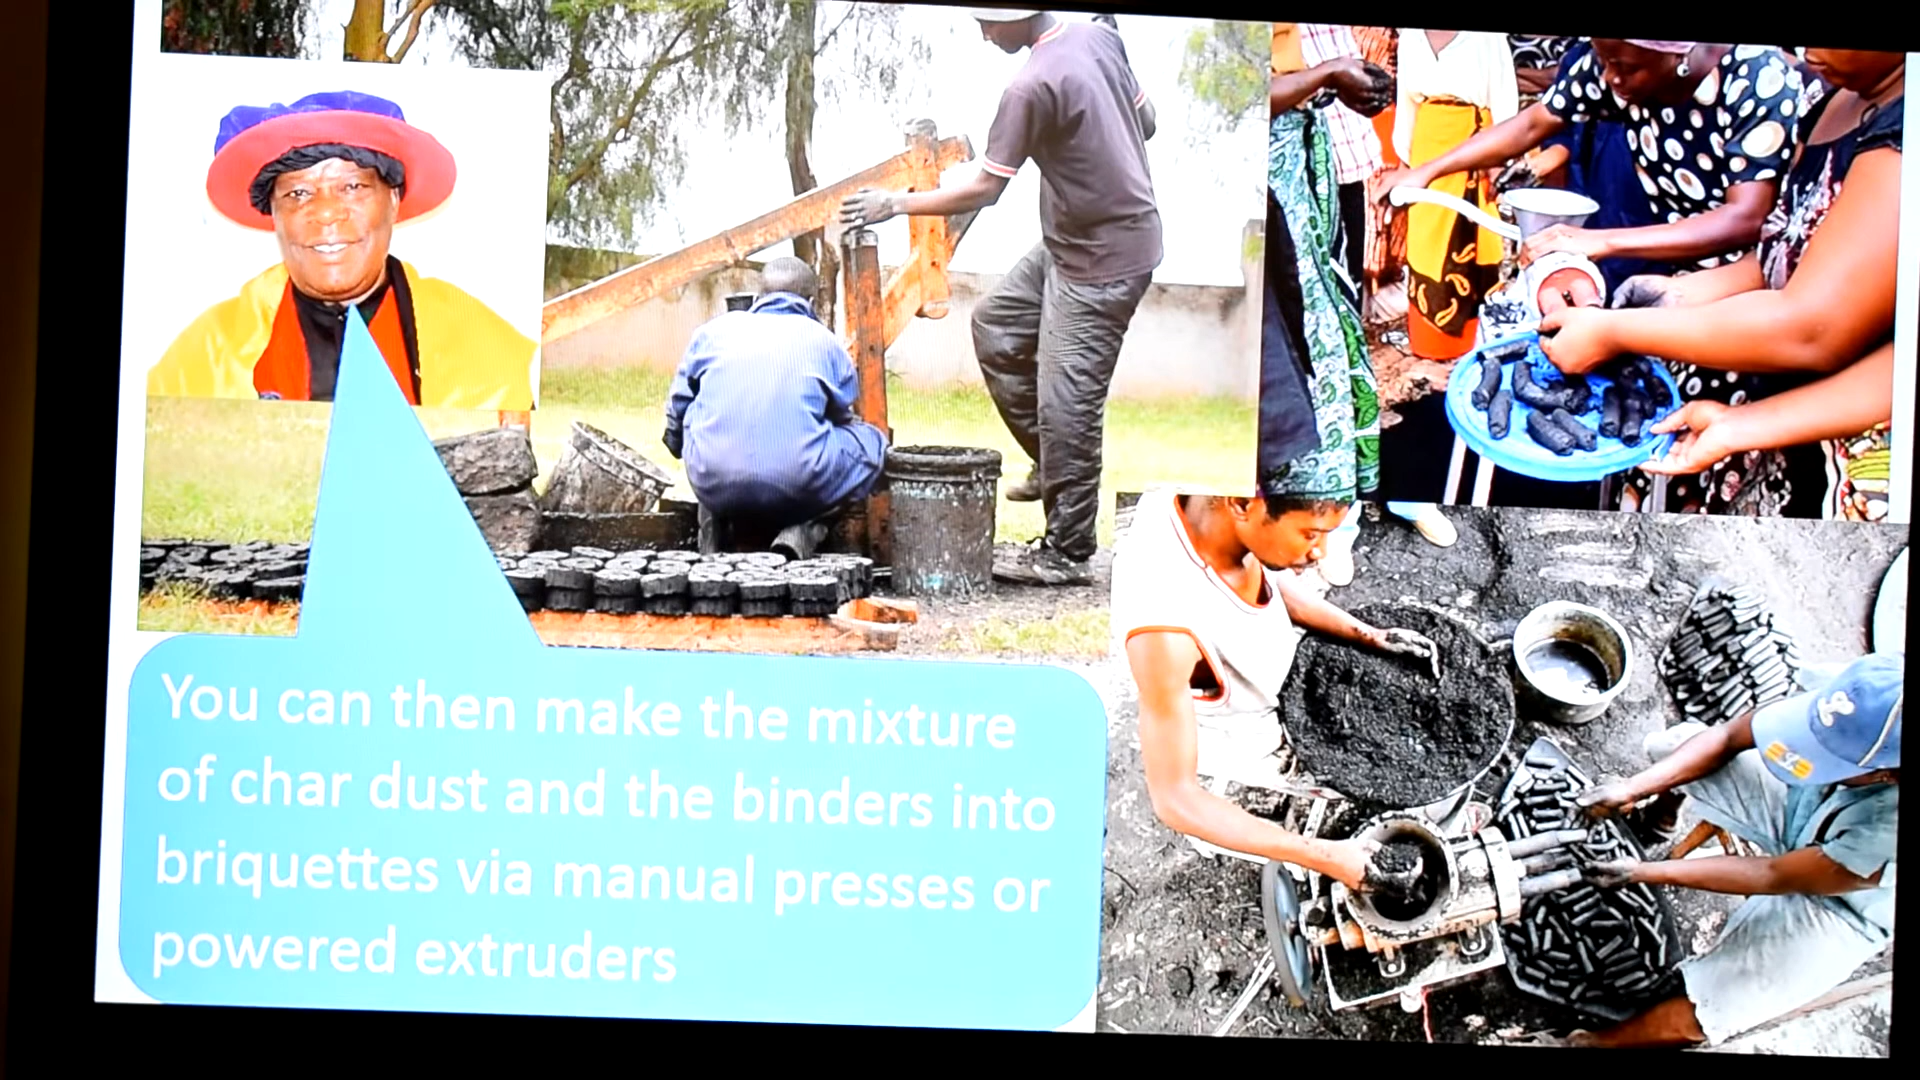 You can then make the mixture
of char dust and the binders into
briquettes via manual presses or
powered extruders